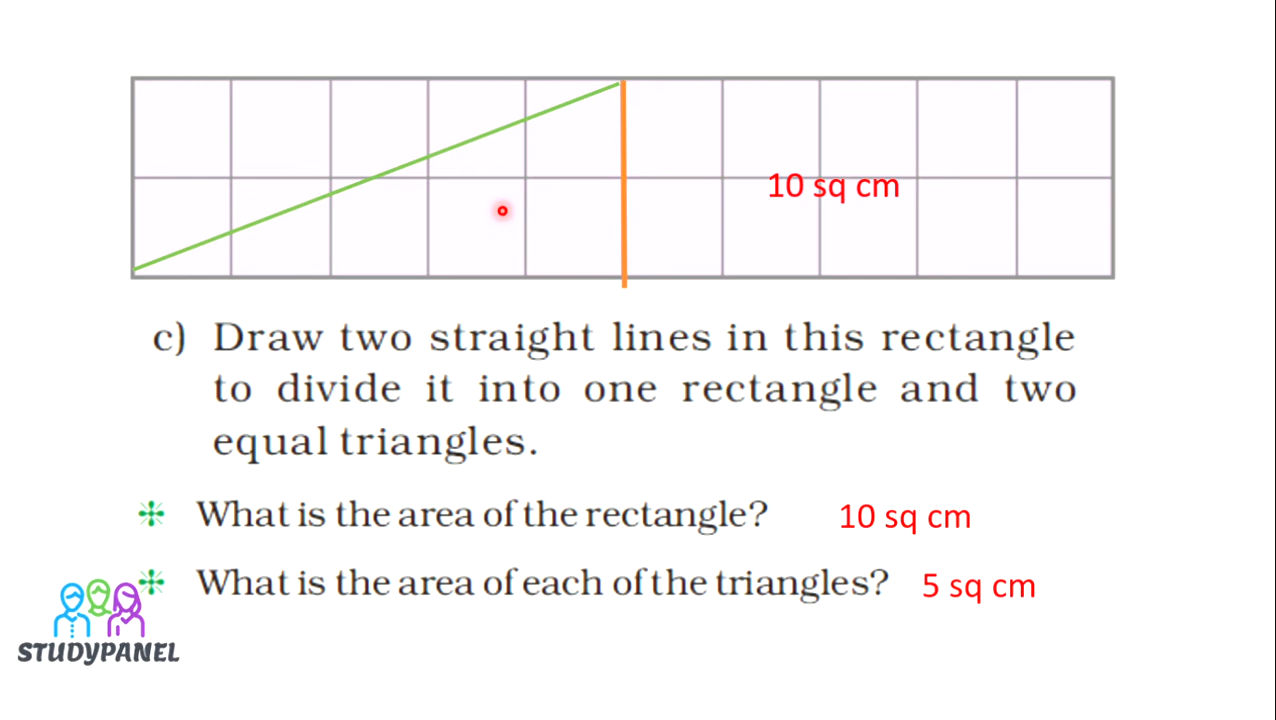 10 sq cm
c) Draw two straight lines in this rectangle
to divide it into one rectangle and two
equal triangles.
What is the area of the rectangle? 10 sq cm
What is the area of each of the triangles? 5 sq cm
STUDYPANEL